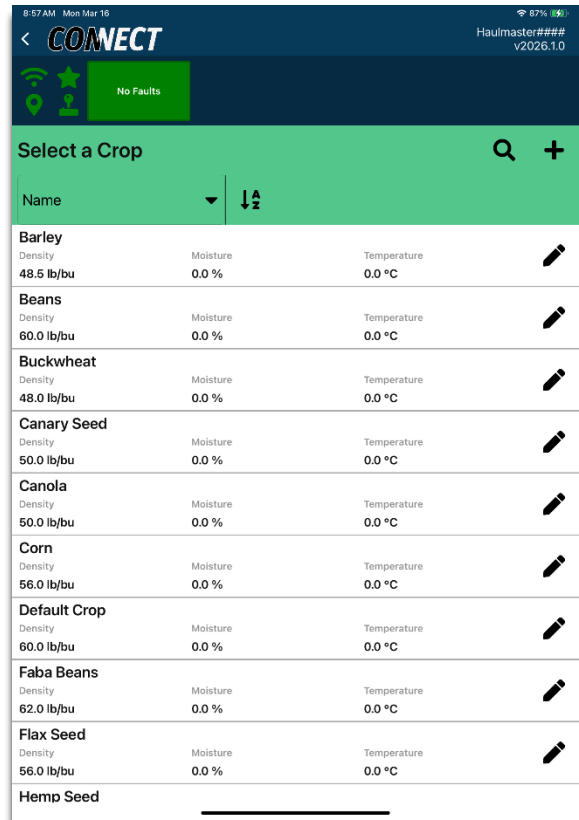 8:57 AM Mon Mar 16 87%
CONNECT Haulmaster####
v2026.1.0
No Faults
Select a Crop
Name
A
Z
Barley
Density Moisture Temperature
48.5 lb/bu 0.0 % 0.0 °C
Beans
Density Moisture Temperature
60.0 lb/bu 0.0 % 0.0 °C
Buckwheat
Density Moisture Temperature
48.0 lb/bu 0.0 % 0.0 °C
Canary Seed
Density Moisture Temperature
50.0 lb/bu 0.0 % 0.0 °C
Canola
Density Moisture Temperature
50.0 lb/bu 0.0 % 0.0 °C
Corn
Density Moisture Temperature
56.0 lb/bu 0.0 % 0.0 °C
Default Crop
Density Moisture Temperature
60.0 lb/bu 0.0 % 0.0 °C
Faba Beans
Density Moisture Temperature
62.0 lb/bu 0.0 % 0.0 °C
Flax Seed
Density Moisture Temperature
56.0 lb/bu 0.0 % 0.0 °C
Hemp Seed